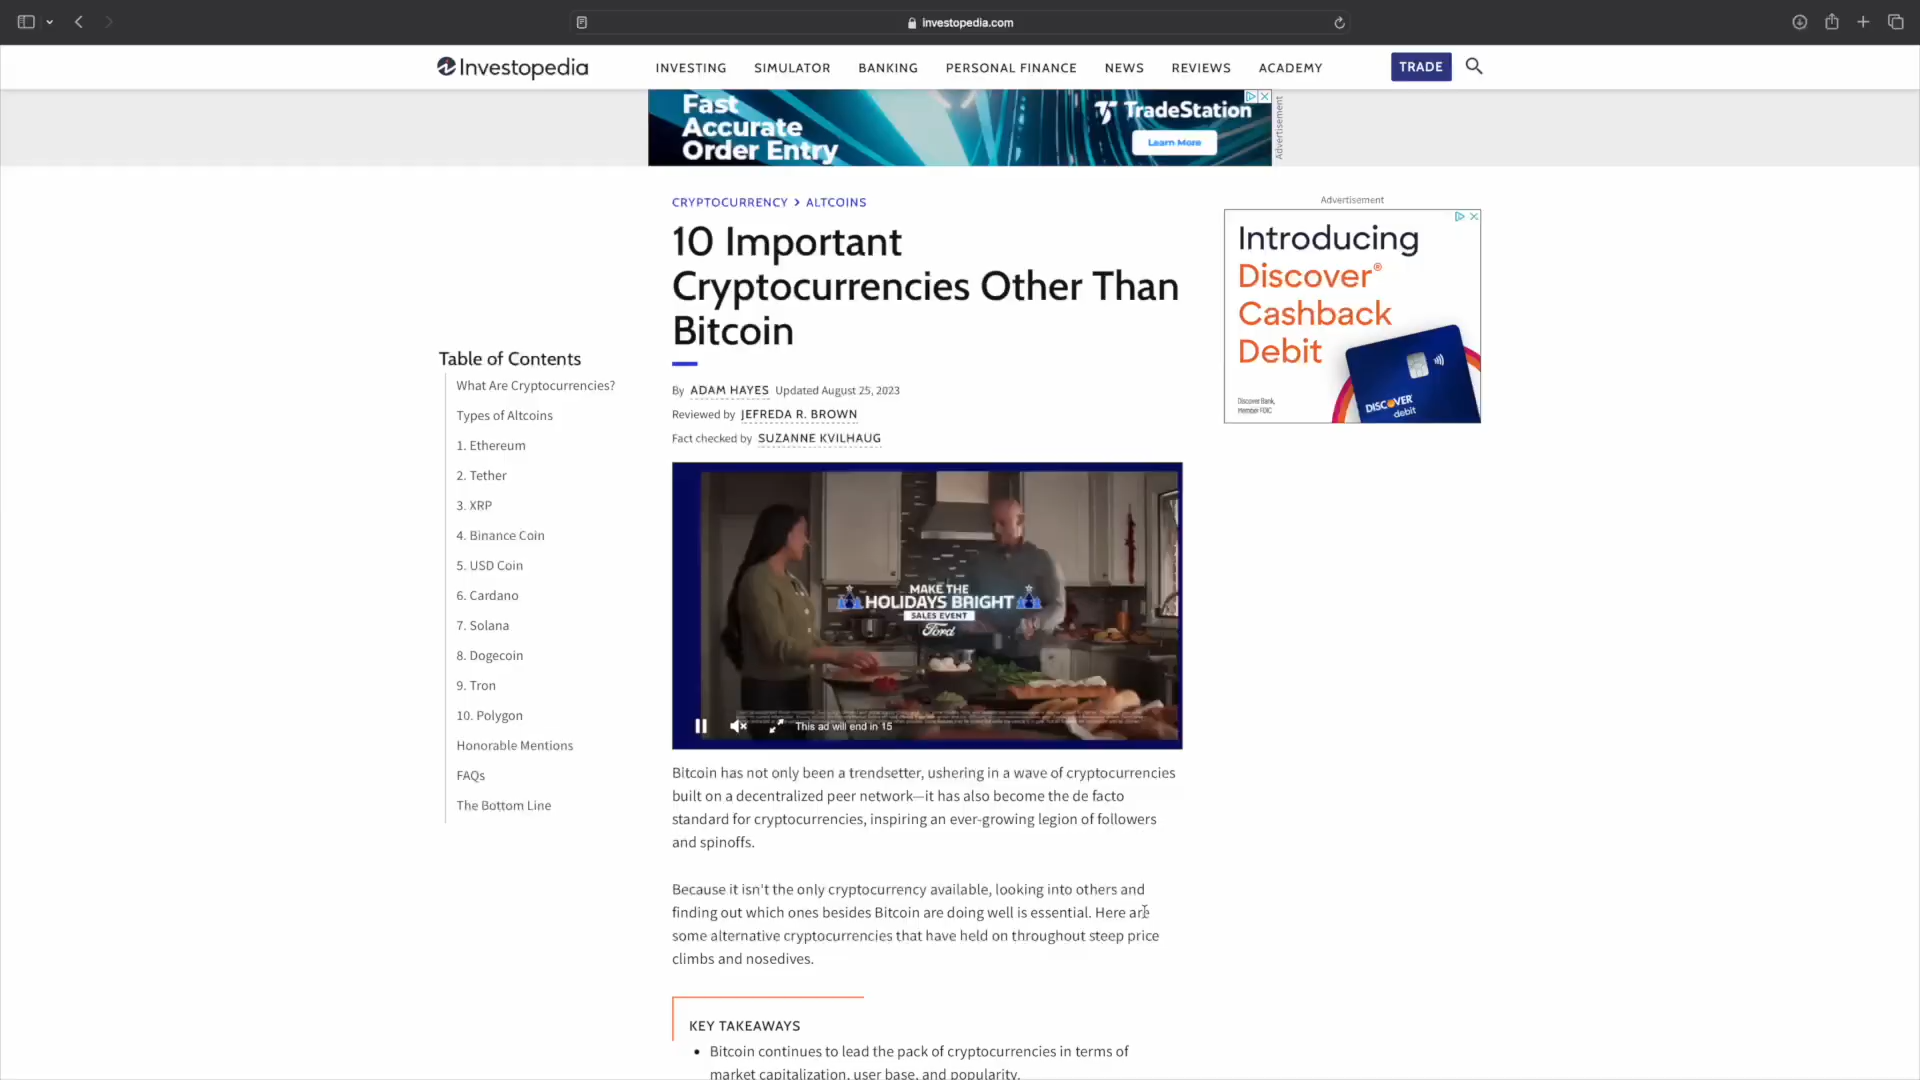 investopedia.com
Investopedia
INVESTING SIMULATOR BANKING PERSONAL FINANCE NEWS REVIEWS ACADEMY
TRADE
Fast
Accurate
Order Entry
TradeStation
Learn More
Advertisement
CRYPTOCURRENCY > ALTCOINS
10 Important
Cryptocurrencies Other Than
Bitcoin
By ADAM HAYES Updated August 25, 2023
Reviewed by JEFREDA R. BROWN
Fact checked by SUZANNE KVILHAUG
Advertisement
Introducing
Discover®
Cashback
Debit
Discover Bank,
Member FDIC
DISCOVER
debit
Table of Contents
What Are Cryptocurrencies?
Types of Altcoins
1. Ethereum
2. Tether
3. XRP
4. Binance Coin
5. USD Coin
6. Cardano
7. Solana
8. Dogecoin
9. Tron
10. Polygon
Honorable Mentions
FAQs
The Bottom Line
MAKE THE
HOLIDAYS BRIGHT
SALES EVENT
Ford
This ad will end in 15
Bitcoin has not only been a trendsetter, ushering in a wave of cryptocurrencies
built on a decentralized peer network—it has also become the de facto
standard for cryptocurrencies, inspiring an ever-growing legion of followers
and spinoffs.
Because it isn't the only cryptocurrency available, looking into others and
finding out which ones besides Bitcoin are doing well is essential. Here are
some alternative cryptocurrencies that have held on throughout steep price
climbs and nosedives.
KEY TAKEAWAYS
• Bitcoin continues to lead the pack of cryptocurrencies in terms of
market capitalization, user base, and popularity.